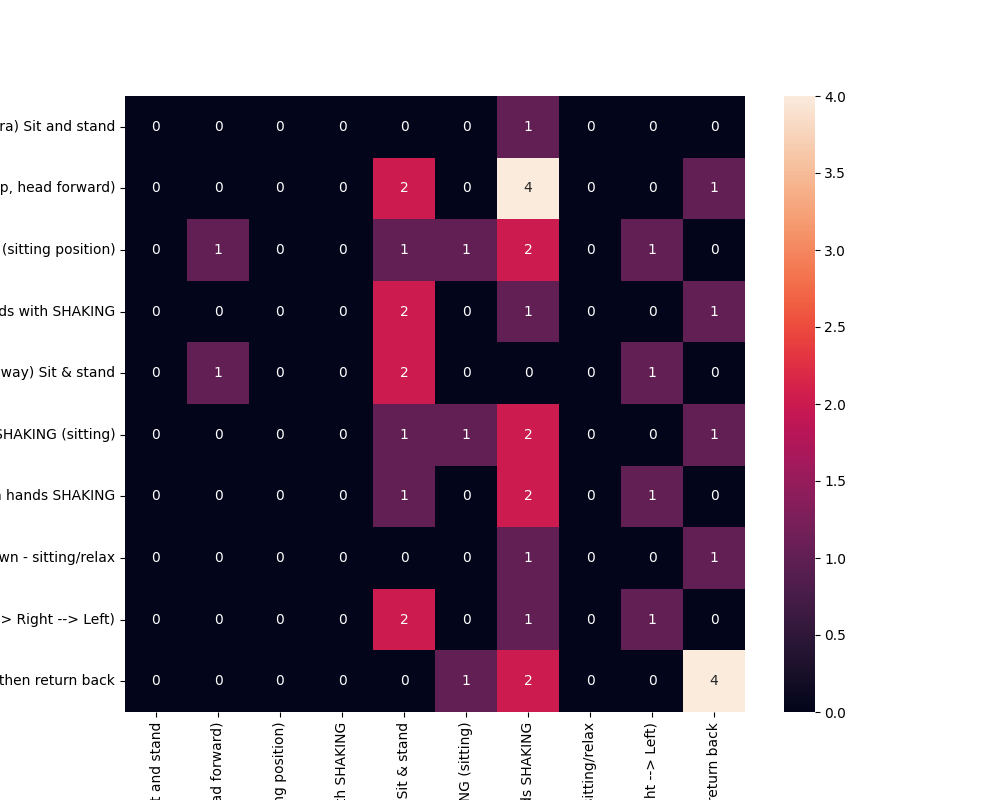 ra) Sit and stand 0 0 0 0 0 0 1 0 0 0
p, head forward) 0 0 0 0 2 0 4 0 0 1
(sitting position) 0 1 0 0 1 1 2 0 1 0
ds with SHAKING 0 0 0 0 2 0 1 0 0 1
way) Sit & stand 0 1 0 0 2 0 0 0 1 0
SHAKING (sitting) 0 0 0 0 1 1 2 0 0 1
hands SHAKING 0 0 0 0 1 0 2 0 1 0
wn - sitting/relax 0 0 0 0 0 0 1 0 0 1
> Right --> Left) 0 0 0 0 2 0 1 0 1 0
then return back 0 0 0 0 0 1 2 0 0 4
t and stand
ad forward)
ng position)
th SHAKING
Sit & stand
NG (sitting)
ds SHAKING
sitting/relax
ht --> Left)
return back
4.0
3.5
3.0
2.5
2.0
1.5
1.0
0.5
0.0